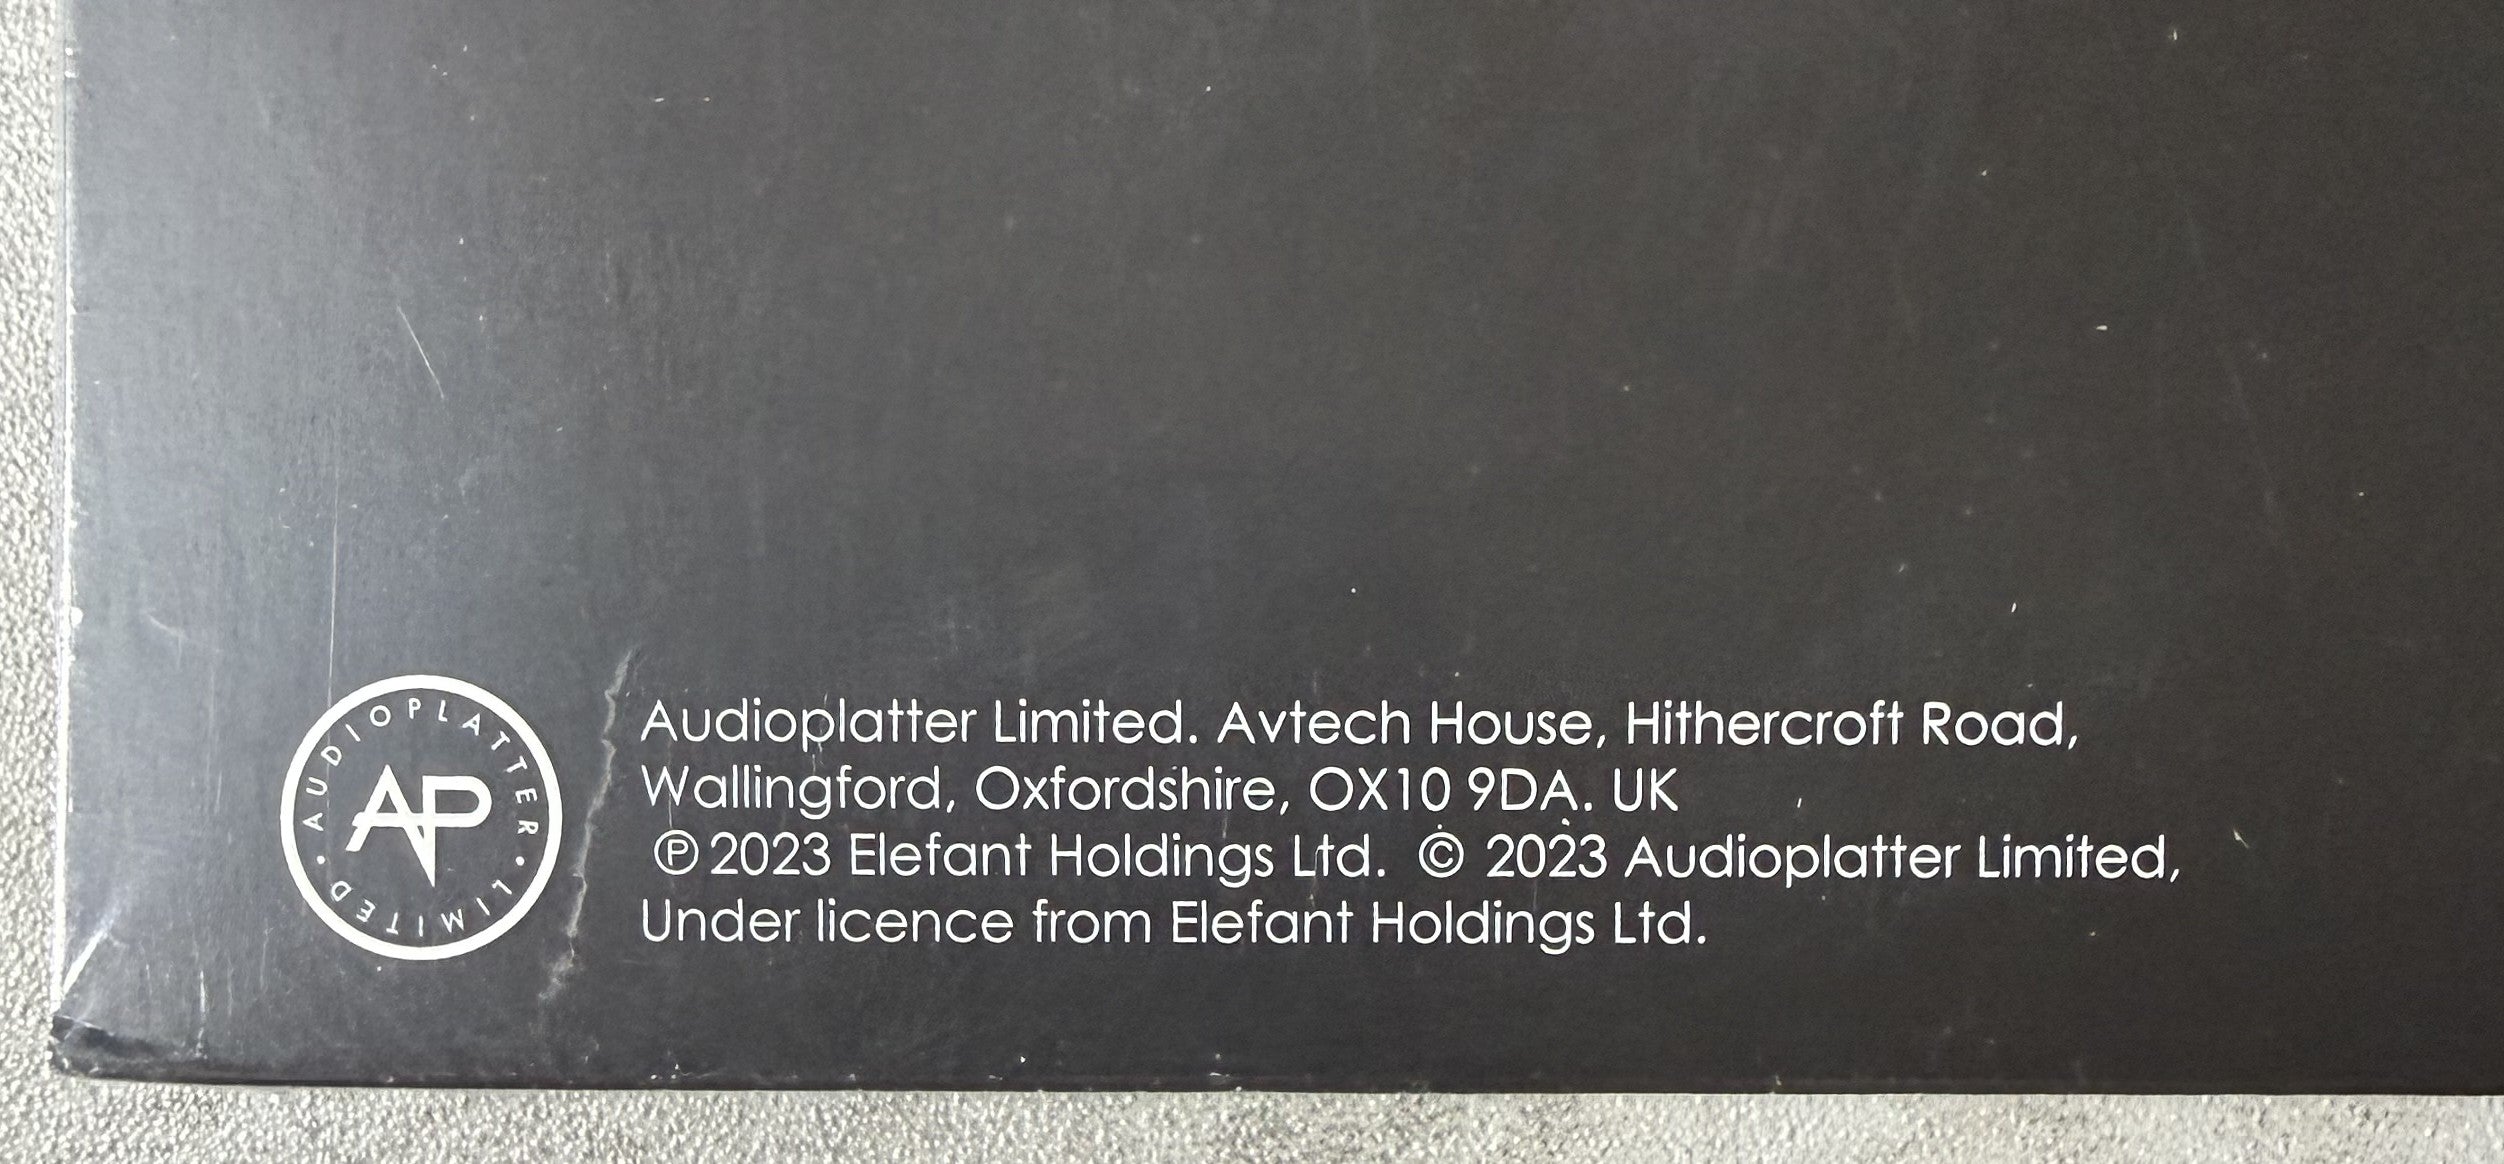 AUDIOPLATTER • LIMITED •
AP
Audioplatter Limited. Avtech House, Hithercroft Road,
Wallingford, Oxfordshire, OX10 9DA. UK
℗2023 Elefant Holdings Ltd. © 2023 Audioplatter Limited,
Under licence from Elefant Holdings Ltd.